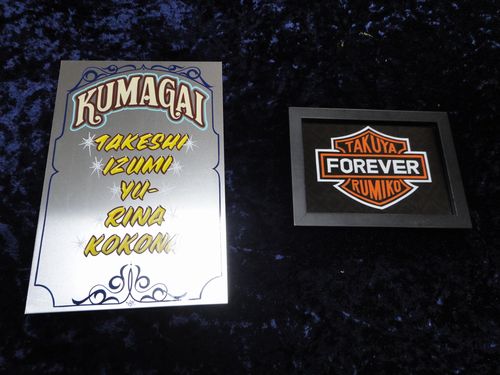 KUMAGAI
TAKESHI
IZUMI
YU-
RINA
KOKONA
TAKUYA
FOREVER
RUMIKO